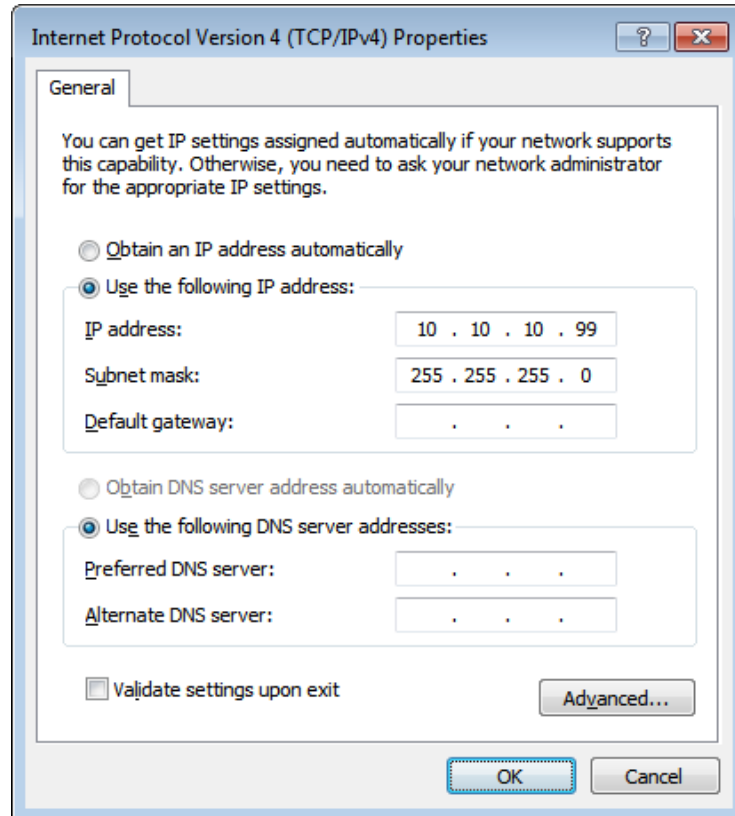 Internet Protocol Version 4 (TCP/IPv4) Properties
?
General
You can get IP settings assigned automatically if your network supports
this capability. Otherwise, you need to ask your network administrator
for the appropriate IP settings.
Obtain an IP address automatically
Use the following IP address:
IP address: 10 . 10 . 10 . 99
Subnet mask: 255 . 255 . 255 . 0
Default gateway: . . .
Obtain DNS server address automatically
Use the following DNS server addresses:
Preferred DNS server: . . .
Alternate DNS server: . . .
Validate settings upon exit
Advanced...
OK Cancel